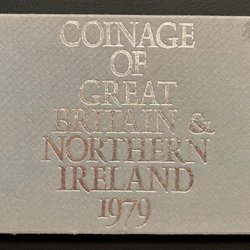 COINAGE
OF
GREAT
BRITAIN &
NORTHERN
IRELAND
1979